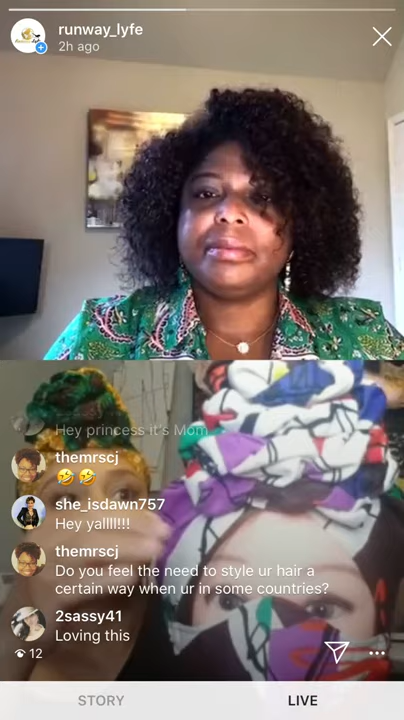 runway_lyfe
2h ago
Hey princess it's Mom
themrscj
🤣 🤣
she_isdawn757
Hey yallll!!!
themrscj
Do you feel the need to style ur hair a
certain way when ur in some countries?
2sassy41
Loving this
12
STORY
LIVE